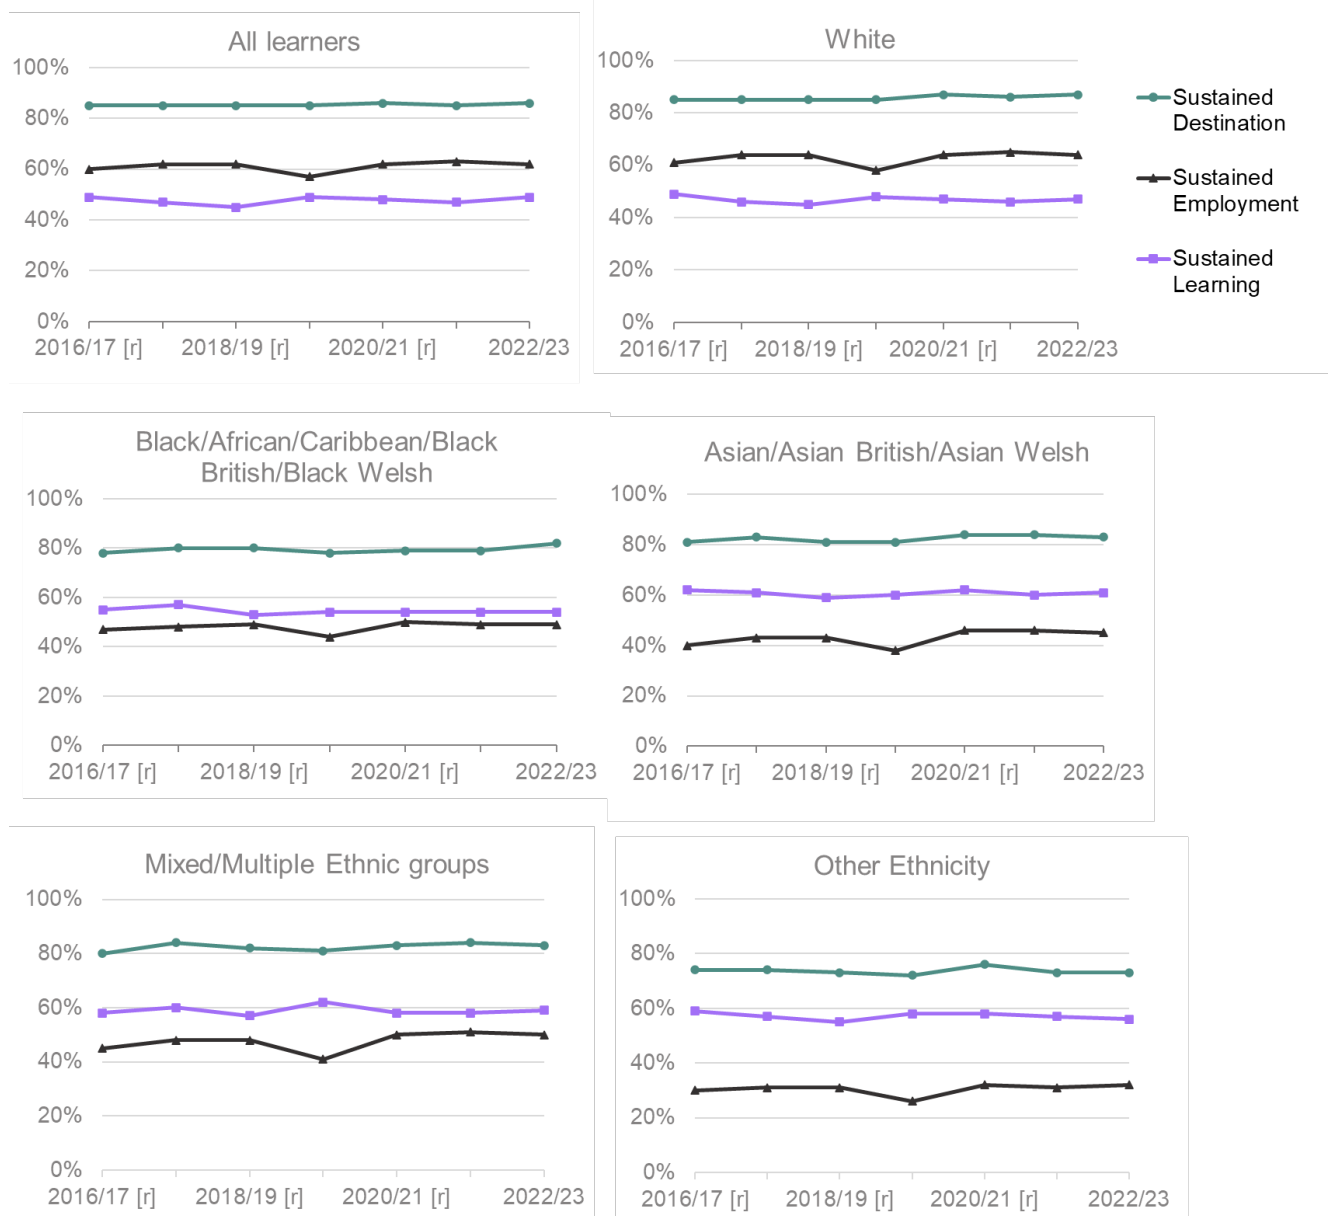 All learners
100%
80%
60%
40%
20%
0%
2016/17 [r] 2018/19 [r] 2020/21 [r] 2022/23
White
100%
80%
60%
40%
20%
0%
2016/17 [r] 2018/19 [r] 2020/21 [r] 2022/23
Sustained
Destination
Sustained
Employment
Sustained
Learning
Black/African/Caribbean/Black
British/Black Welsh
100%
80%
60%
40%
20%
0%
2016/17 [r] 2018/19 [r] 2020/21 [r] 2022/23
Asian/Asian British/Asian Welsh
100%
80%
60%
40%
20%
0%
2016/17 [r] 2018/19 [r] 2020/21 [r] 2022/23
Mixed/Multiple Ethnic groups
100%
80%
60%
40%
20%
0%
2016/17 [r] 2018/19 [r] 2020/21 [r] 2022/23
Other Ethnicity
100%
80%
60%
40%
20%
0%
2016/17 [r] 2018/19 [r] 2020/21 [r] 2022/23